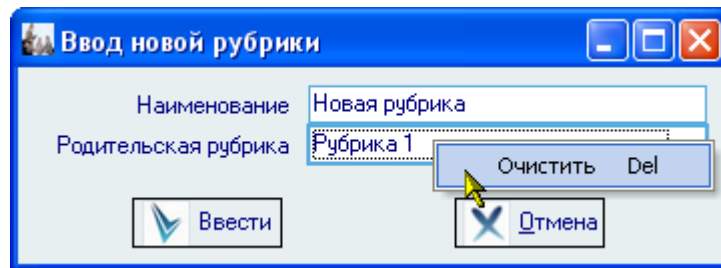 Ввод новой рубрики
Наименование Новая рубрика
Родительская рубрика Рубрика 1
Очистить Del
Ввести Отмена